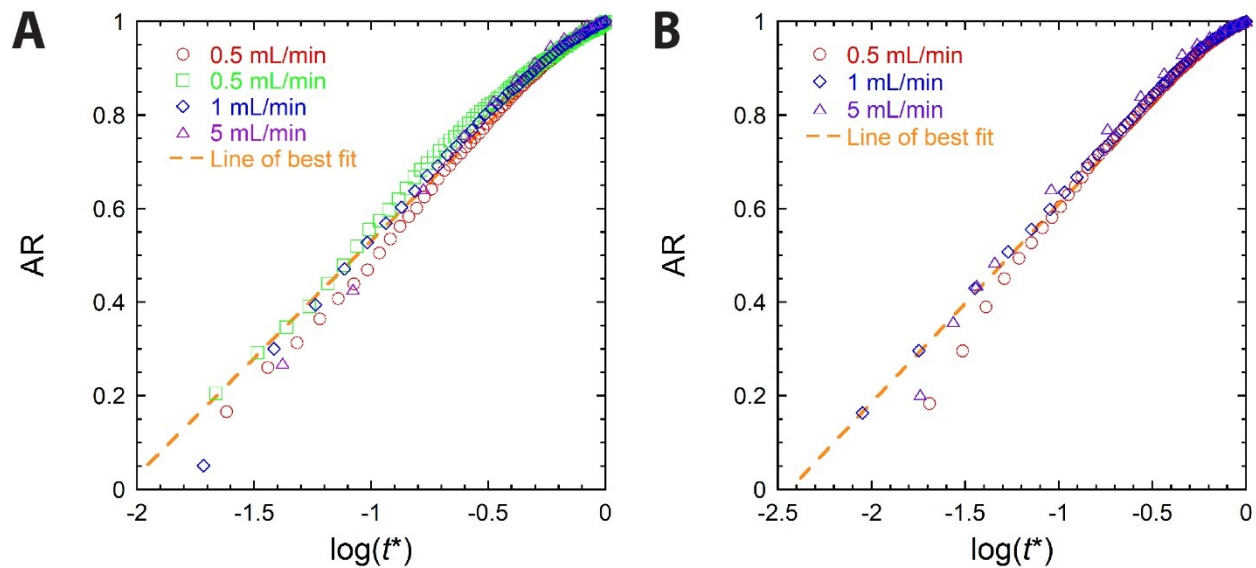 A
1
0.8
0.6
0.4
0.2
0
AR
0.5 mL/min
0.5 mL/min
1 mL/min
5 mL/min
Line of best fit
-2 -1.5 -1 -0.5 0
log(t*)
B
1
0.8
0.6
0.4
0.2
0
AR
0.5 mL/min
1 mL/min
5 mL/min
Line of best fit
-2.5 -2 -1.5 -1 -0.5 0
log(t*)